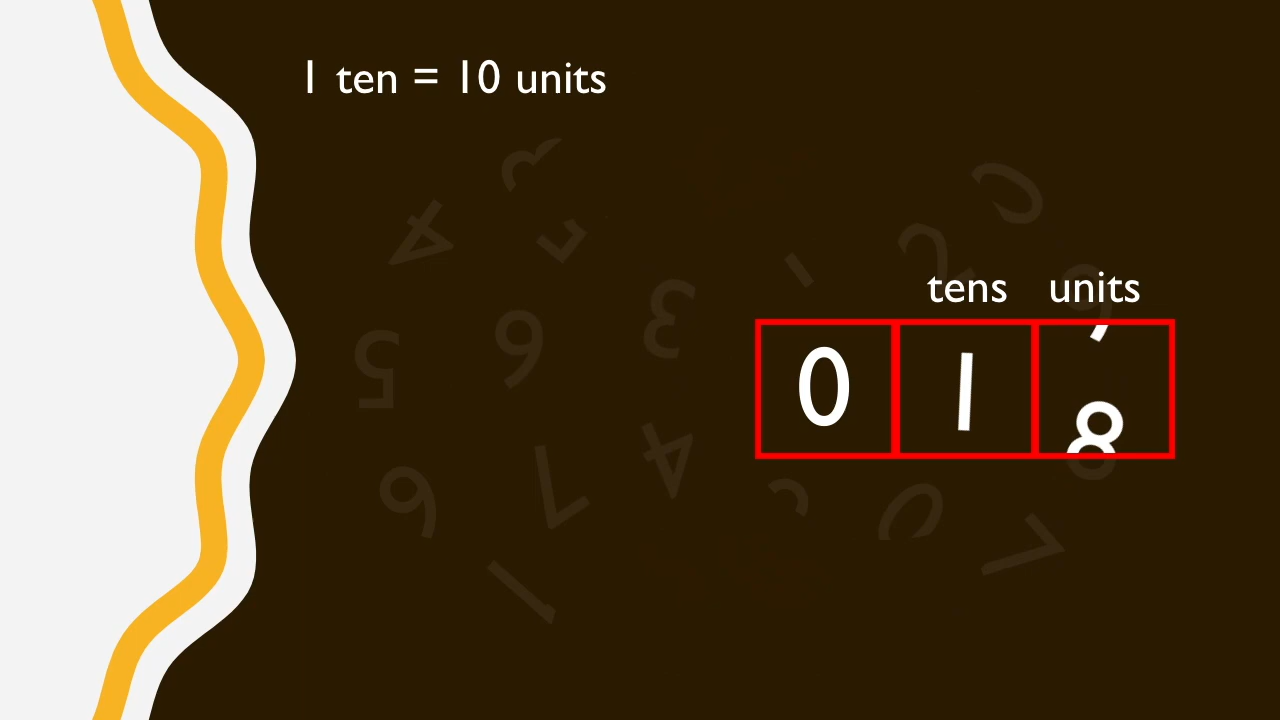 1 ten = 10 units
tens units
0 1 8